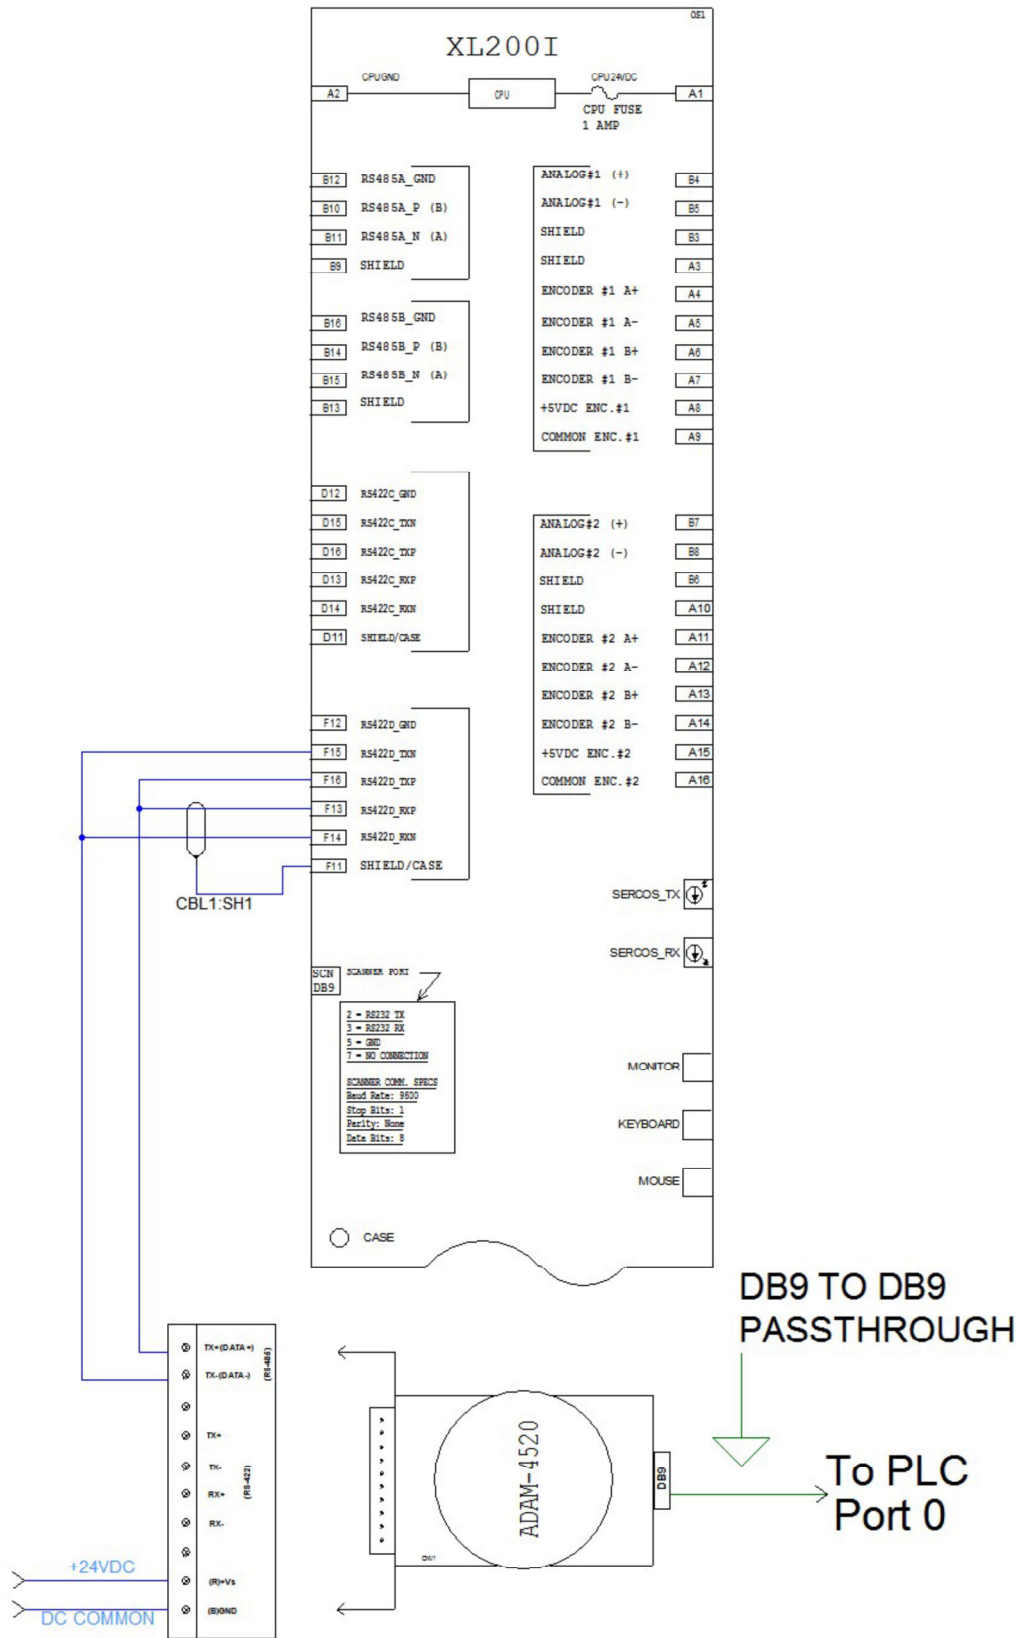 OS1
XL200I
CPUGND
CPU24VDC
A2
CPU
A1
CPU FUSE
1 AMP
B12 RS485A_GND
B10 RS485A_P (B)
B11 RS485A_N (A)
B9 SHIELD
B16 RS485B_GND
B14 RS485B_P (B)
B15 RS485B_N (A)
B13 SHIELD
D12 RS422C_GND
D15 RS422C_TXN
D16 RS422C_TXP
D13 RS422C_RXP
D14 RS422C_RXN
D11 SHIELD/CASE
F12 RS422D_GND
F15 RS422D_TXN
F16 RS422D_TXP
F13 RS422D_RXP
F14 RS422D_RXN
F11 SHIELD/CASE
CBL1:SH1
ANALOG#1 (+) B4
ANALOG#1 (-) B5
SHIELD B3
SHIELD A3
ENCODER #1 A+ A4
ENCODER #1 A- A5
ENCODER #1 B+ A6
ENCODER #1 B- A7
+5VDC ENC.#1 A8
COMMON ENC.#1 A9
ANALOG#2 (+) B7
ANALOG#2 (-) B8
SHIELD B6
SHIELD A10
ENCODER #2 A+ A11
ENCODER #2 A- A12
ENCODER #2 B+ A13
ENCODER #2 B- A14
+5VDC ENC.#2 A15
COMMON ENC.#2 A16
SERCOS_TX
SERCOS_RX
SCN
DB9
SCANNER PORT
2 = RS232 TX
3 = RS232 RX
5 = GND
7 = NO CONNECTION
SCANNER COMM. SPECS
Baud Rate: 9600
Stop Bits: 1
Parity: None
Data Bits: 8
MONITOR
KEYBOARD
MOUSE
CASE
DB9 TO DB9
PASSTHROUGH
TX+(DATA+)
TX-(DATA-)
(RS-485)
TX+
TX-
RX+
RX-
(RS-422)
(R)+Vs
(B)GND
+24VDC
DC COMMON
ADAM-4520
DB9
To PLC
Port 0